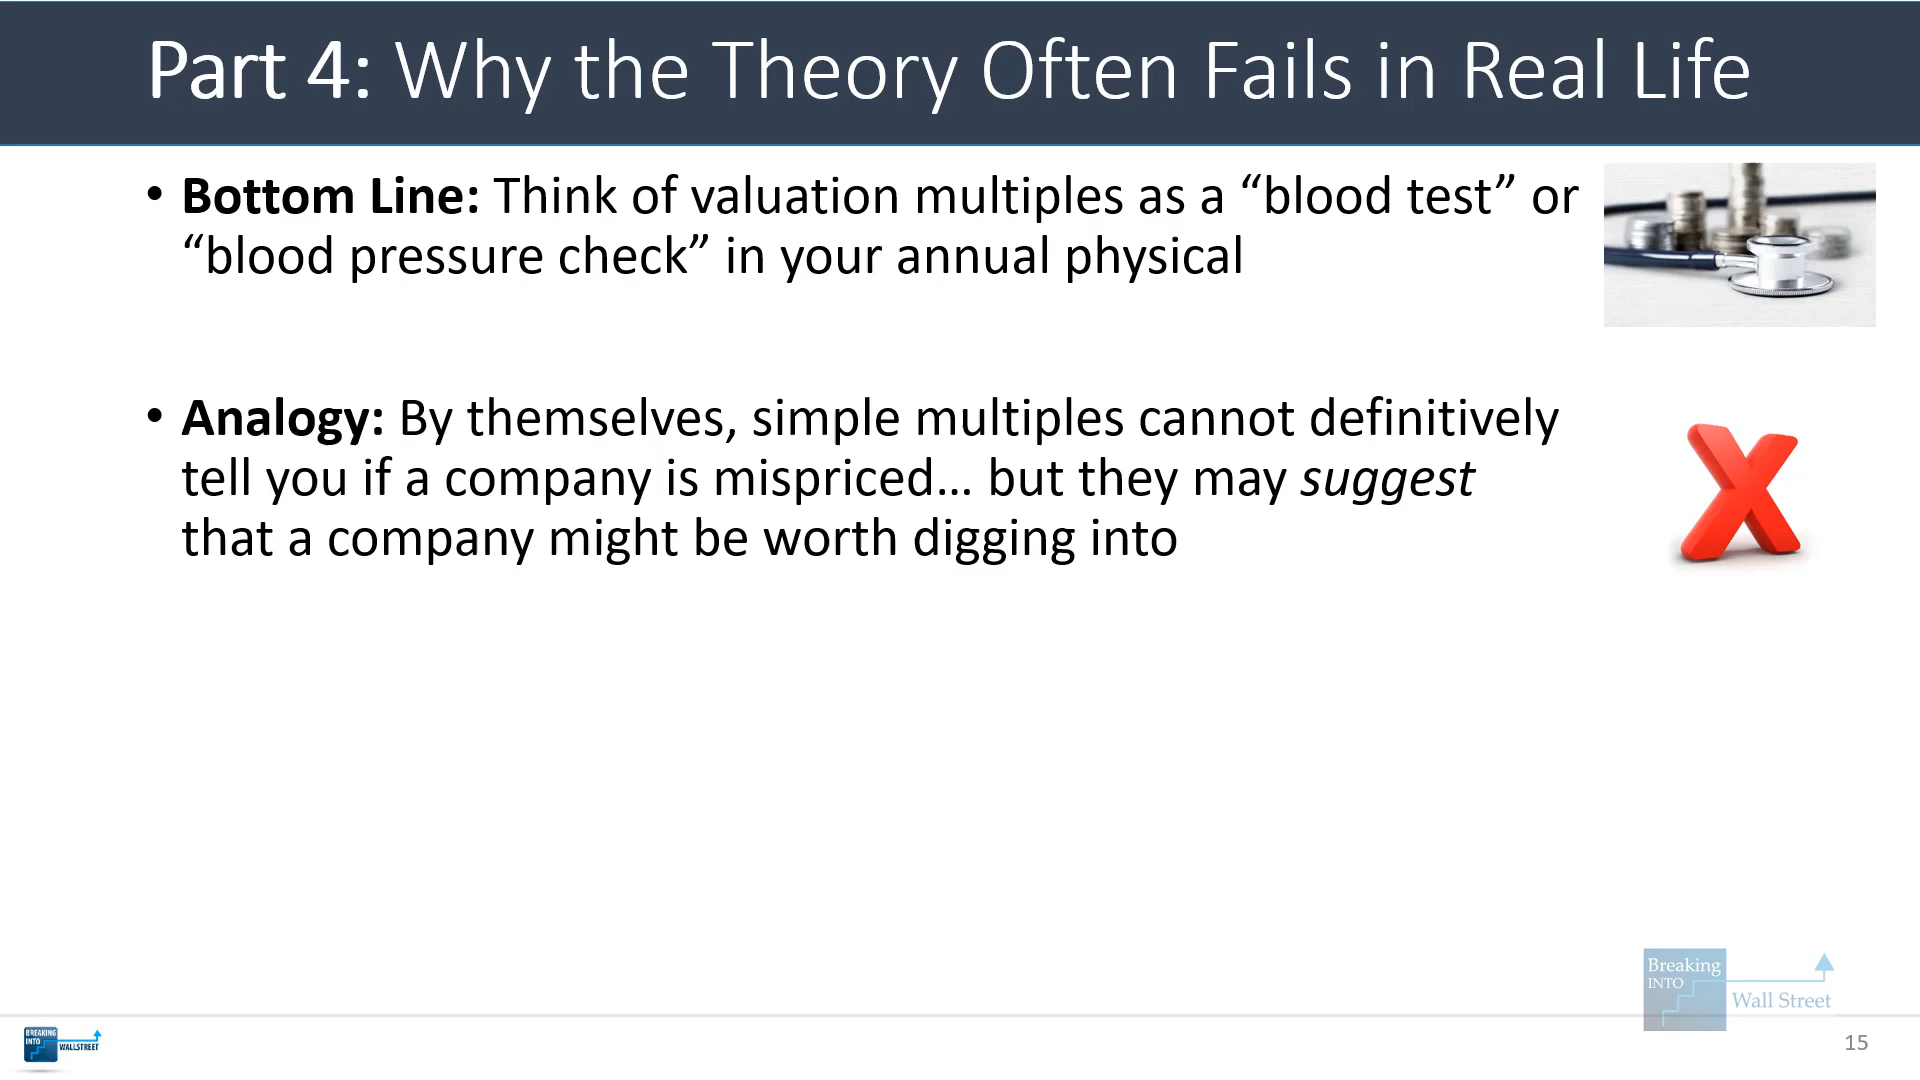 Part 4: Why the Theory Often Fails in Real Life
• Bottom Line: Think of valuation multiples as a “blood test” or
“blood pressure check” in your annual physical
• Analogy: By themselves, simple multiples cannot definitively
tell you if a company is mispriced… but they may suggest
that a company might be worth digging into
Breaking
INTO
Wall Street
BREAKING
INTO
WALLSTREET
15